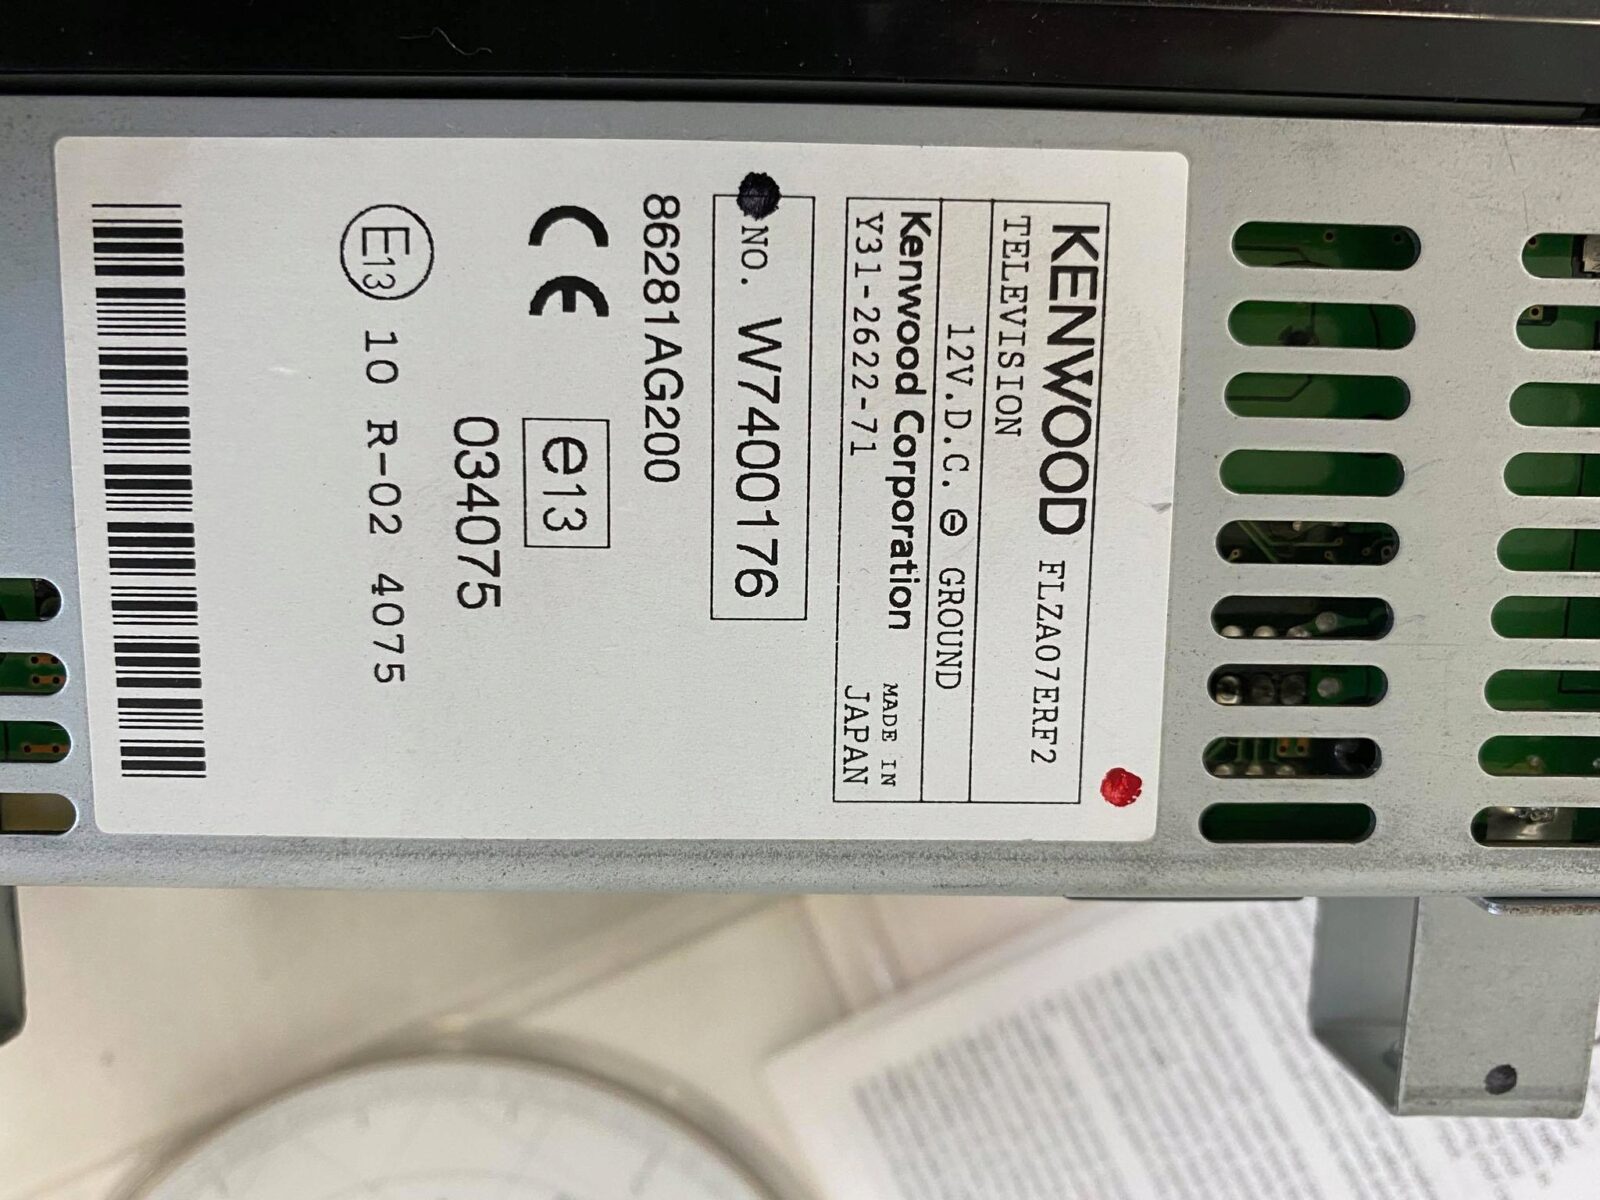 KENWOOD FLZA07ERF2
TELEVISION
12V.D.C. ⊖ GROUND
Kenwood Corporation MADE IN
Y31-2622-71 JAPAN
NO. W7400176
86281AG200
CE e13
034075
E13 10 R-02 4075